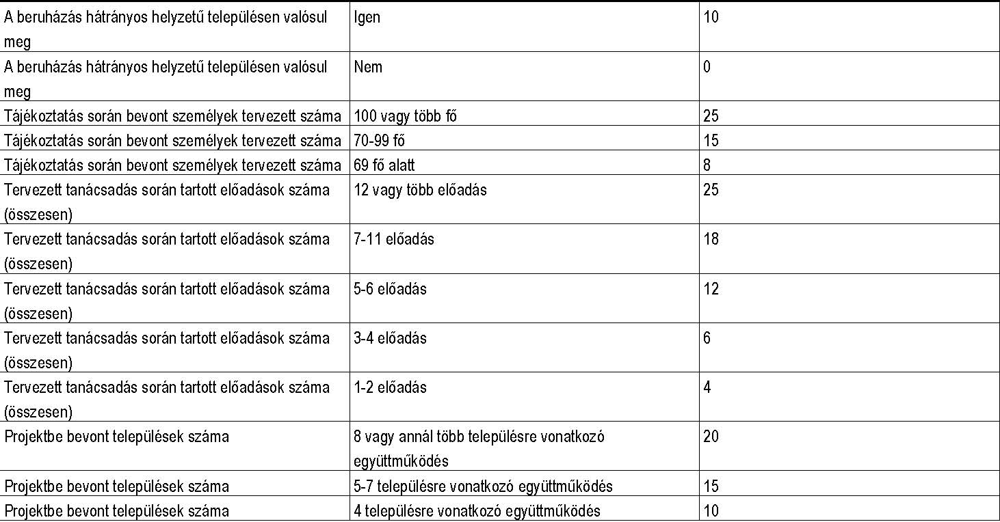 A beruházás hátrányos helyzetű településen valósul meg Igen 10
A beruházás hátrányos helyzetű településen valósul meg Nem 0
Tájékoztatás során bevont személyek tervezett száma 100 vagy több fő 25
Tájékoztatás során bevont személyek tervezett száma 70-99 fő 15
Tájékoztatás során bevont személyek tervezett száma 69 fő alatt 8
Tervezett tanácsadás során tartott előadások száma (összesen) 12 vagy több előadás 25
Tervezett tanácsadás során tartott előadások száma (összesen) 7-11 előadás 18
Tervezett tanácsadás során tartott előadások száma (összesen) 5-6 előadás 12
Tervezett tanácsadás során tartott előadások száma (összesen) 3-4 előadás 6
Tervezett tanácsadás során tartott előadások száma (összesen) 1-2 előadás 4
Projektbe bevont települések száma 8 vagy annál több településre vonatkozó együttműködés 20
Projektbe bevont települések száma 5-7 településre vonatkozó együttműködés 15
Projektbe bevont települések száma 4 településre vonatkozó együttműködés 10